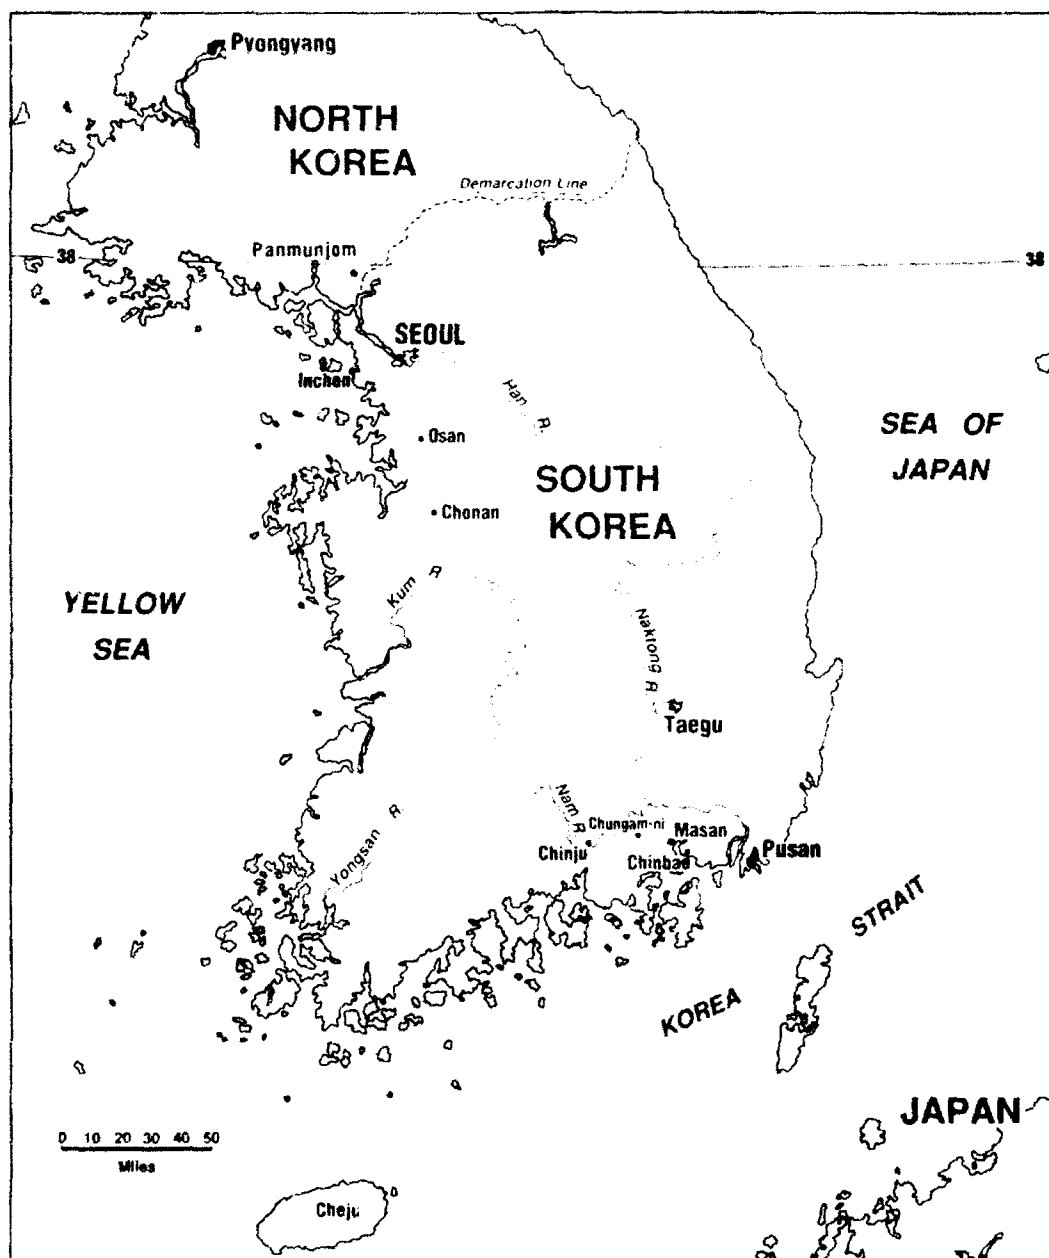 Pyongyang
NORTH
KOREA
Demarcation Line
38
Panmunjom
38
SEOUL
Inchon
Han R.
Osan
SEA OF
JAPAN
SOUTH
KOREA
Chonan
Kum R
YELLOW
SEA
Naktong R.
Taegu
Nam R
Yongsan R.
Chungam-ni
Masan
Chinju
Chinbad
Pusan
KOREA STRAIT
JAPAN
0 10 20 30 40 50
Miles
Cheju